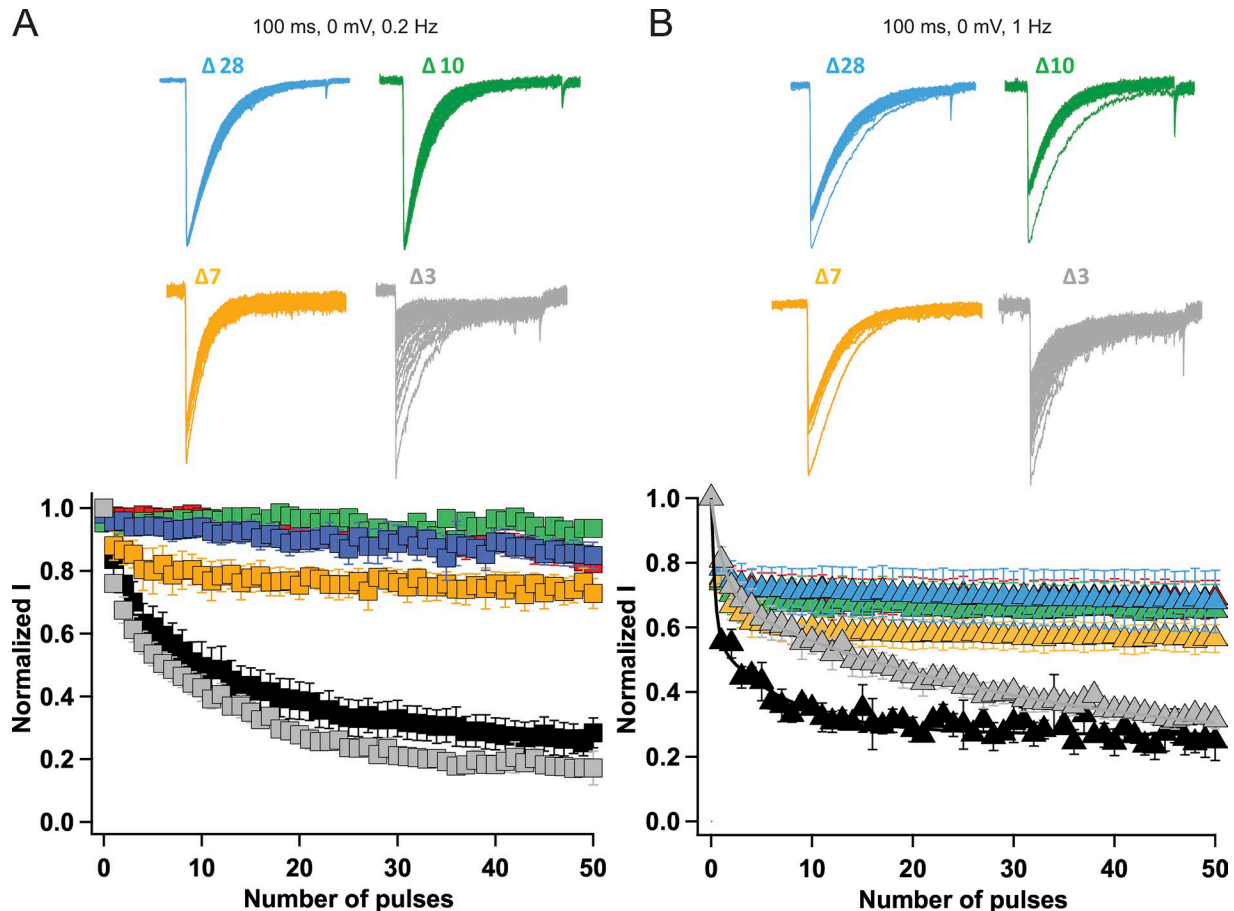 A
100 ms, 0 mV, 0.2 Hz
Δ 28
Δ 10
Δ7
Δ3
Normalized I
1.0
0.8
0.6
0.4
0.2
0.0
0
10
20
30
40
50
Number of pulses
B
100 ms, 0 mV, 1 Hz
Δ28
Δ10
Δ7
Δ3
Normalized I
1.0
0.8
0.6
0.4
0.2
0.0
0
10
20
30
40
50
Number of pulses